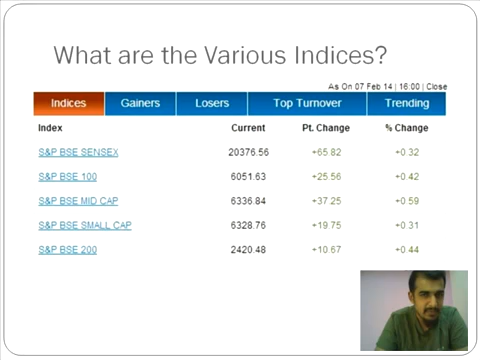 What are the Various Indices?
As On 07 Feb 14 | 16:00 | Close
Indices Gainers Losers Top Turnover Trending
Index Current Pt. Change % Change
S&P BSE SENSEX 20376.56 +65.82 +0.32
S&P BSE 100 6051.63 +25.56 +0.42
S&P BSE MID CAP 6336.84 +37.25 +0.59
S&P BSE SMALL CAP 6328.76 +19.75 +0.31
S&P BSE 200 2420.48 +10.67 +0.44